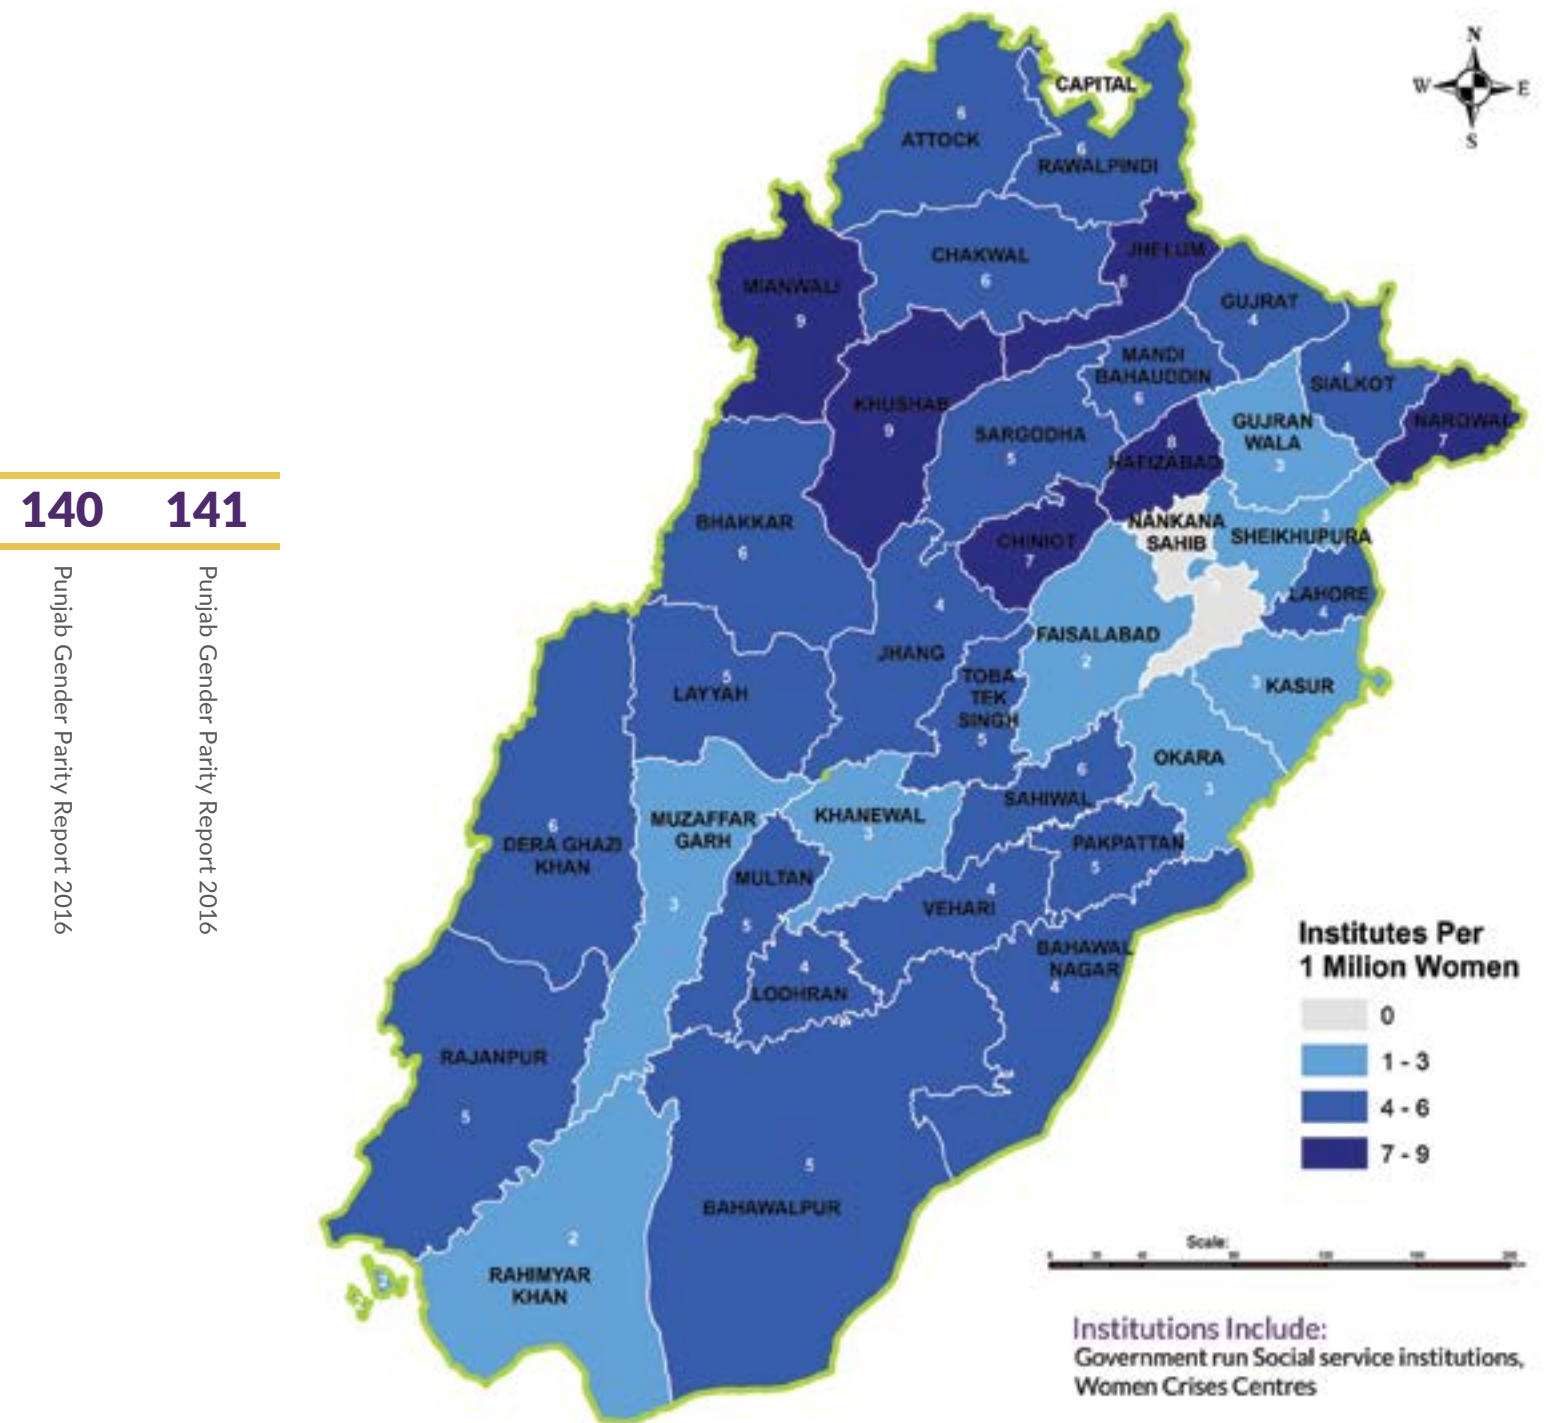 140
141
Punjab Gender Parity Report 2016
Punjab Gender Parity Report 2016
N
W
E
S
CAPITAL
6
ATTOCK
6
RAWALPINDI
CHAKWAL
6
JHELUM
8
MIANWALI
9
GUJRAT
4
MANDI
BAHAUDDIN
6
4
SIALKOT
KHUSHAB
9
SARGODHA
5
8
HAFIZABAD
GUJRAN
WALA
3
NAROWAL
7
BHAKKAR
6
CHINIOT
7
NANKANA
SAHIB
3
SHEIKHUPURA
LAHORE
4
4
JHANG
FAISALABAD
2
5
LAYYAH
TOBA
TEK
SINGH
5
3 KASUR
OKARA
3
6
SAHIWAL
6
DERA GHAZI
KHAN
MUZAFFAR
GARH
3
KHANEWAL
3
PAKPATTAN
5
MULTAN
5
4
VEHARI
4
LODHRAN
BAHAWAL
NAGAR
4
RAJANPUR
5
5
BAHAWALPUR
2
RAHIMYAR
KHAN
Institutes Per
1 Milion Women
0
1 - 3
4 - 6
7 - 9
Scale:
Institutions Include:
Government run Social service institutions,
Women Crises Centres